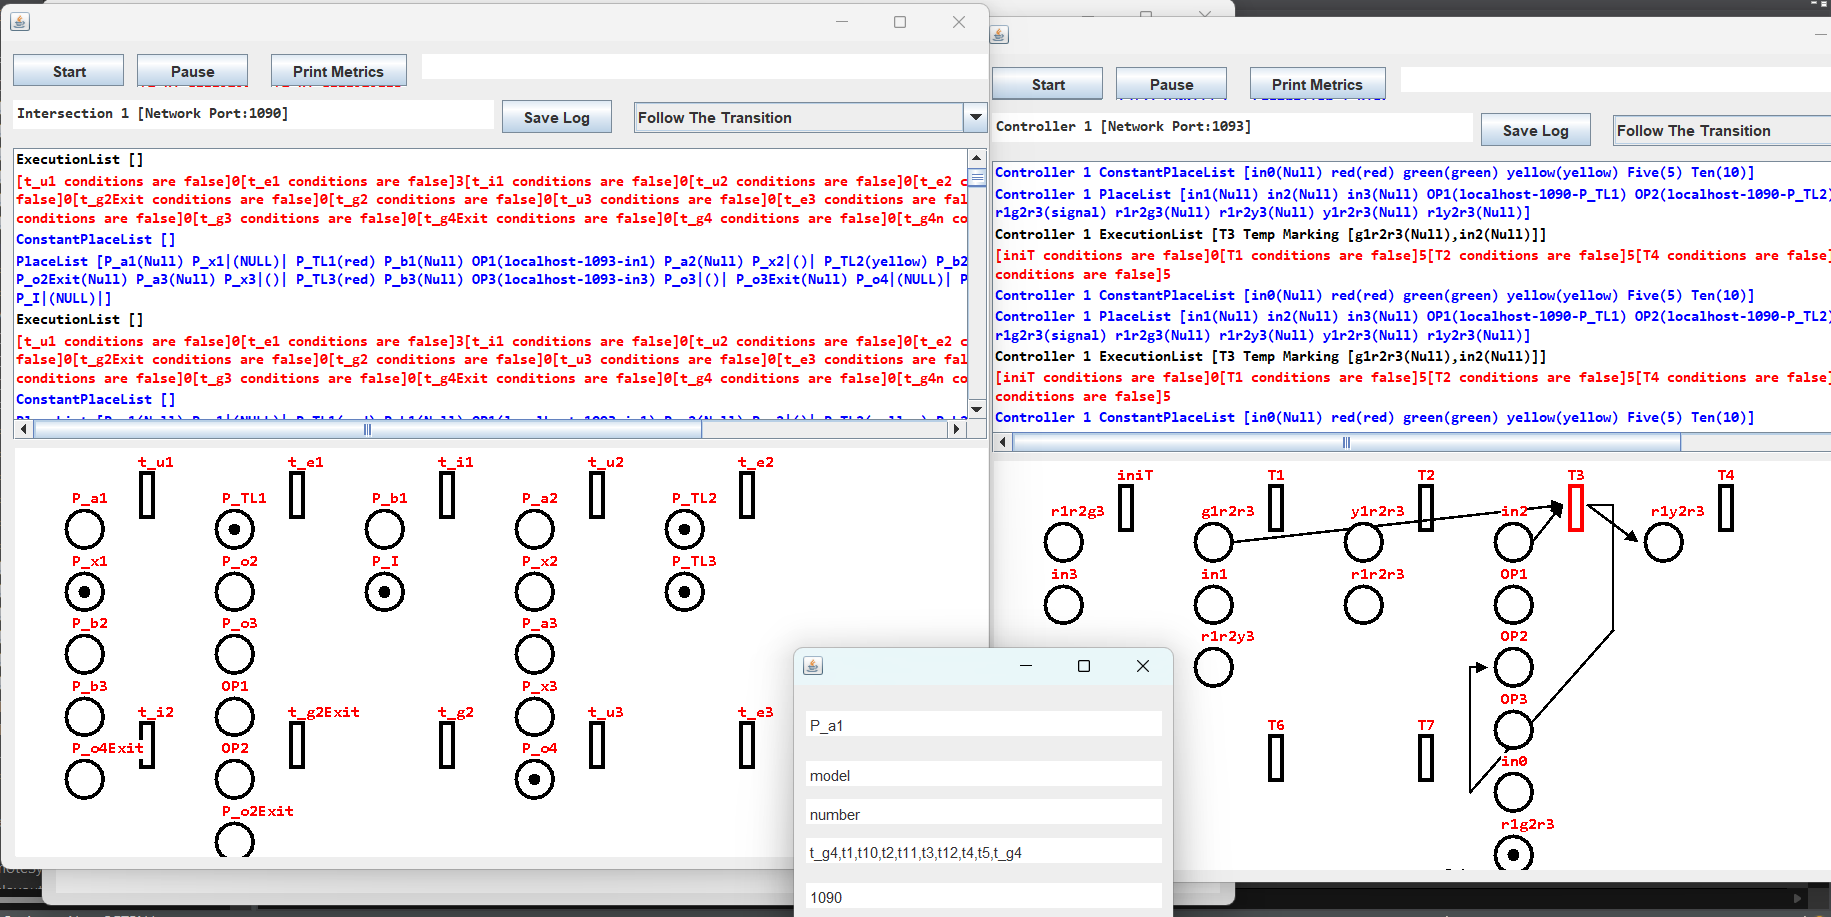 Start
Pause
Print Metrics
Intersection 1 [Network Port:1090]
Save Log
Follow The Transition
ExecutionList []
[t_u1 conditions are false]0[t_e1 conditions are false]3[t_i1 conditions are false]0[t_u2 conditions are false]0[t_e2 c
false]0[t_g2Exit conditions are false]0[t_g2 conditions are false]0[t_u3 conditions are false]0[t_e3 conditions are fal
conditions are false]0[t_g3 conditions are false]0[t_g4Exit conditions are false]0[t_g4 conditions are false]0[t_g4n co
ConstantPlaceList []
PlaceList [P_a1(Null) P_x1|(NULL)| P_TL1(red) P_b1(Null) OP1(localhost-1093-in1) P_a2(Null) P_x2|()| P_TL2(yellow) P_b2
P_o2Exit(Null) P_a3(Null) P_x3|()| P_TL3(red) P_b3(Null) OP3(localhost-1093-in3) P_o3|()| P_o3Exit(Null) P_o4|(NULL)| P
P_I|(NULL)|]
ExecutionList []
[t_u1 conditions are false]0[t_e1 conditions are false]3[t_i1 conditions are false]0[t_u2 conditions are false]0[t_e2 c
false]0[t_g2Exit conditions are false]0[t_g2 conditions are false]0[t_u3 conditions are false]0[t_e3 conditions are fal
conditions are false]0[t_g3 conditions are false]0[t_g4Exit conditions are false]0[t_g4 conditions are false]0[t_g4n co
ConstantPlaceList []
PlaceList [P_a1(Null) P_x1|(NULL)| P_TL1(red) P_b1(Null) OP1(localhost-1093-in1) P_a2(Null) P_x2|()| P_TL2(yellow) P_b2
t_u1 t_e1 t_i1 t_u2 t_e2
P_a1 P_TL1 P_b1 P_a2 P_TL2
P_x1 P_o2 P_I P_x2 P_TL3
P_b2 P_o3 P_a3
P_b3 OP1 P_x3
t_i2 t_g2Exit t_g2 t_u3 t_e3
P_o4Exit OP2 P_o4
P_o2Exit
Start
Pause
Print Metrics
Controller 1 [Network Port:1093]
Save Log
Follow The Transition
Controller 1 ConstantPlaceList [in0(Null) red(red) green(green) yellow(yellow) Five(5) Ten(10)]
Controller 1 PlaceList [in1(Null) in2(Null) in3(Null) OP1(localhost-1090-P_TL1) OP2(localhost-1090-P_TL2)
r1g2r3(signal) r1r2g3(Null) r1r2y3(Null) y1r2r3(Null) r1y2r3(Null)]
Controller 1 ExecutionList [T3 Temp Marking [g1r2r3(Null),in2(Null)]]
[iniT conditions are false]0[T1 conditions are false]5[T2 conditions are false]5[T4 conditions are false]
conditions are false]5
Controller 1 ConstantPlaceList [in0(Null) red(red) green(green) yellow(yellow) Five(5) Ten(10)]
Controller 1 PlaceList [in1(Null) in2(Null) in3(Null) OP1(localhost-1090-P_TL1) OP2(localhost-1090-P_TL2)
r1g2r3(signal) r1r2g3(Null) r1r2y3(Null) y1r2r3(Null) r1y2r3(Null)]
Controller 1 ExecutionList [T3 Temp Marking [g1r2r3(Null),in2(Null)]]
[iniT conditions are false]0[T1 conditions are false]5[T2 conditions are false]5[T4 conditions are false]
conditions are false]5
Controller 1 ConstantPlaceList [in0(Null) red(red) green(green) yellow(yellow) Five(5) Ten(10)]
iniT T1 T2 T3 T4
r1r2g3 g1r2r3 y1r2r3 in2 r1y2r3
in3 in1 r1r2r3 OP1
r1r2y3 OP2
OP3
T6 T7
in0
r1g2r3
P_a1
model
number
t_g4,t1,t10,t2,t11,t3,t12,t4,t5,t_g4
1090